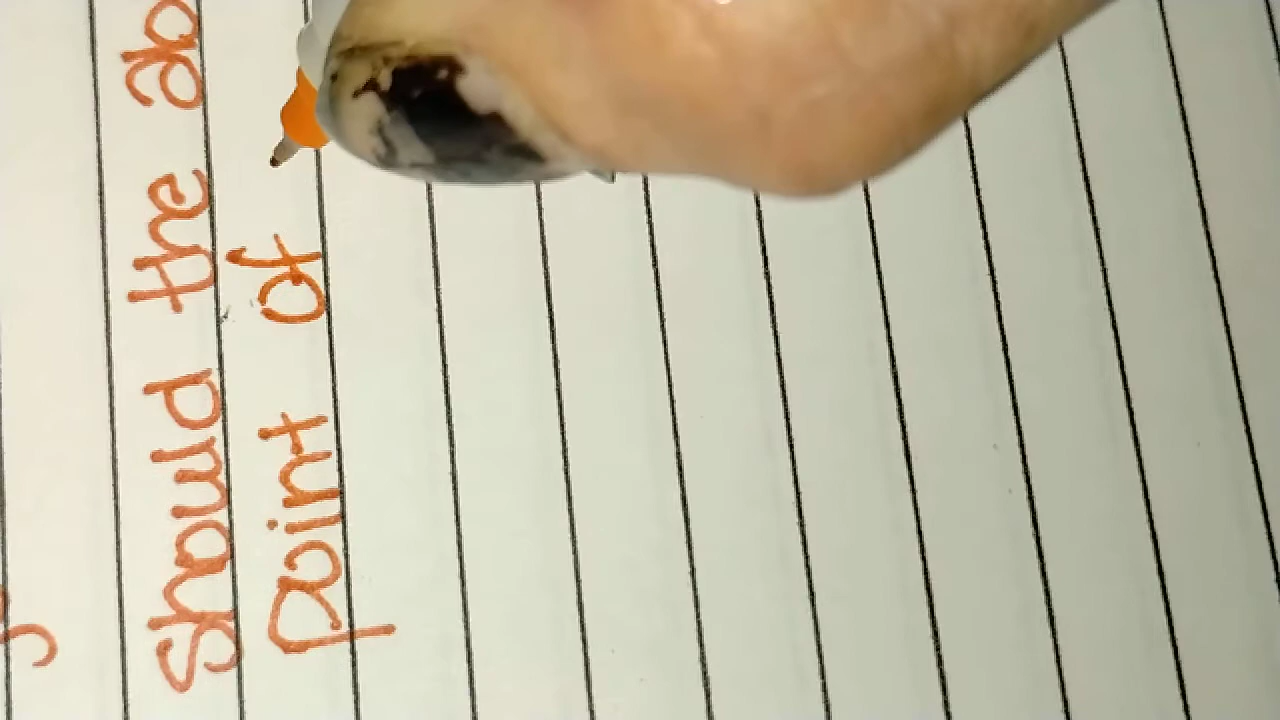 should the
point of